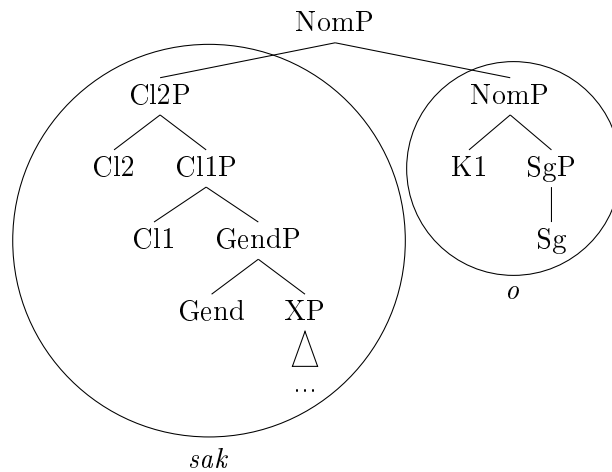 NomP
Cl2P NomP
Cl2 Cl1P K1 SgP
Cl1 GendP Sg
Gend XP o
...
sak